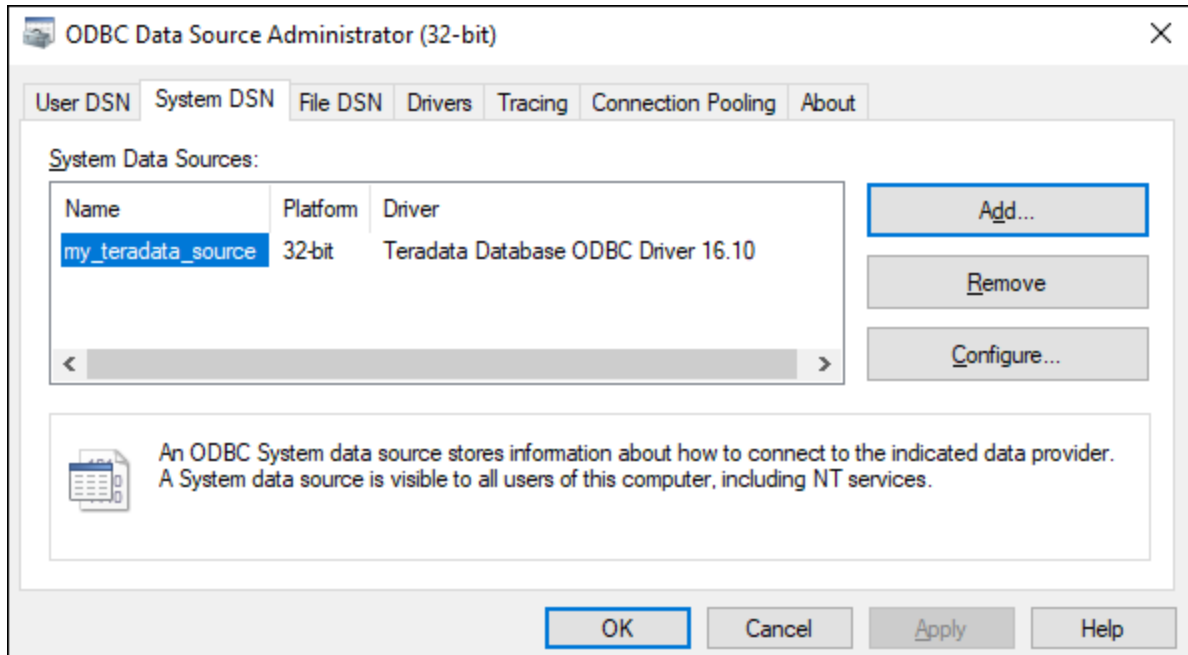 ODBC Data Source Administrator (32-bit)
User DSN System DSN File DSN Drivers Tracing Connection Pooling About
System Data Sources:
Name Platform Driver
my_teradata_source 32-bit Teradata Database ODBC Driver 16.10
Add...
Remove
Configure...
An ODBC System data source stores information about how to connect to the indicated data provider.
A System data source is visible to all users of this computer, including NT services.
OK Cancel Apply Help